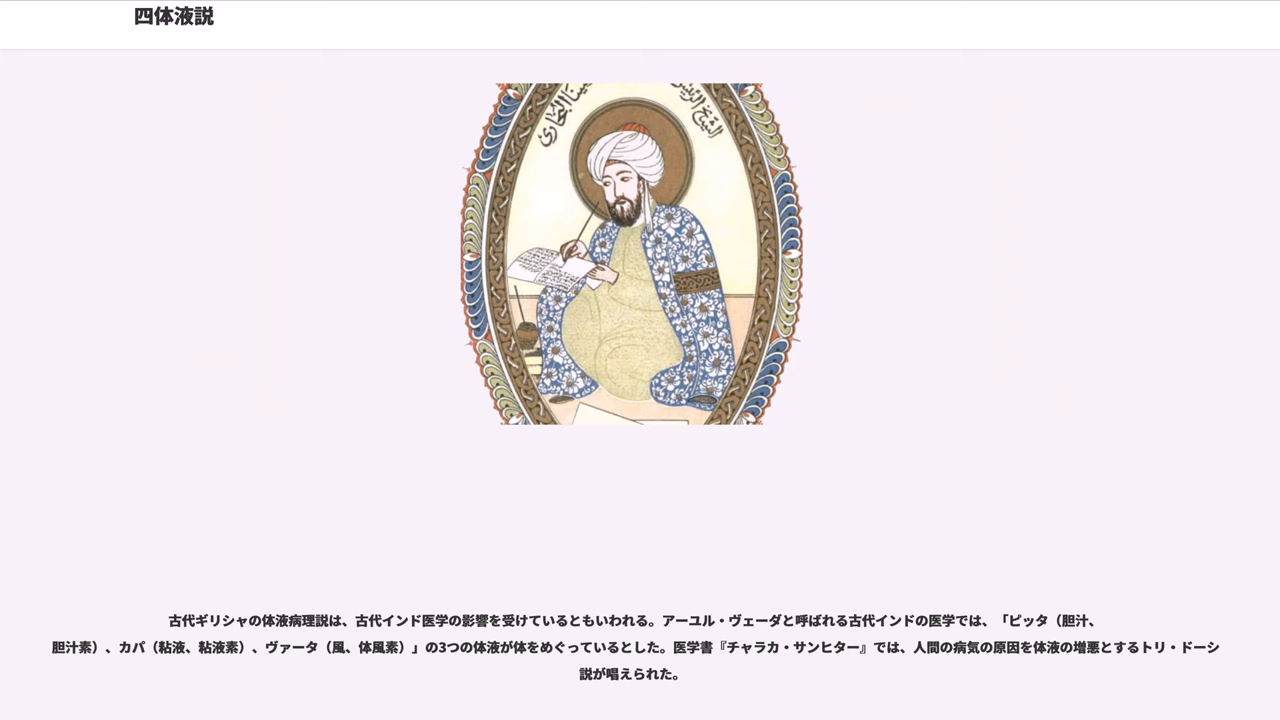 四体液説
الشيخ الرئيس
سينا البخاري
古代ギリシャの体液病理説は、古代インド医学の影響を受けているともいわれる。アーユル・ヴェーダと呼ばれる古代インドの医学では、「ピッタ（胆汁、
胆汁素）、カパ（粘液、粘液素）、ヴァータ（風、体風素）」の3つの体液が体をめぐっているとした。医学書『チャラカ・サンヒター』では、人間の病気の原因を体液の増悪とするトリ・ドーシ
説が唱えられた。